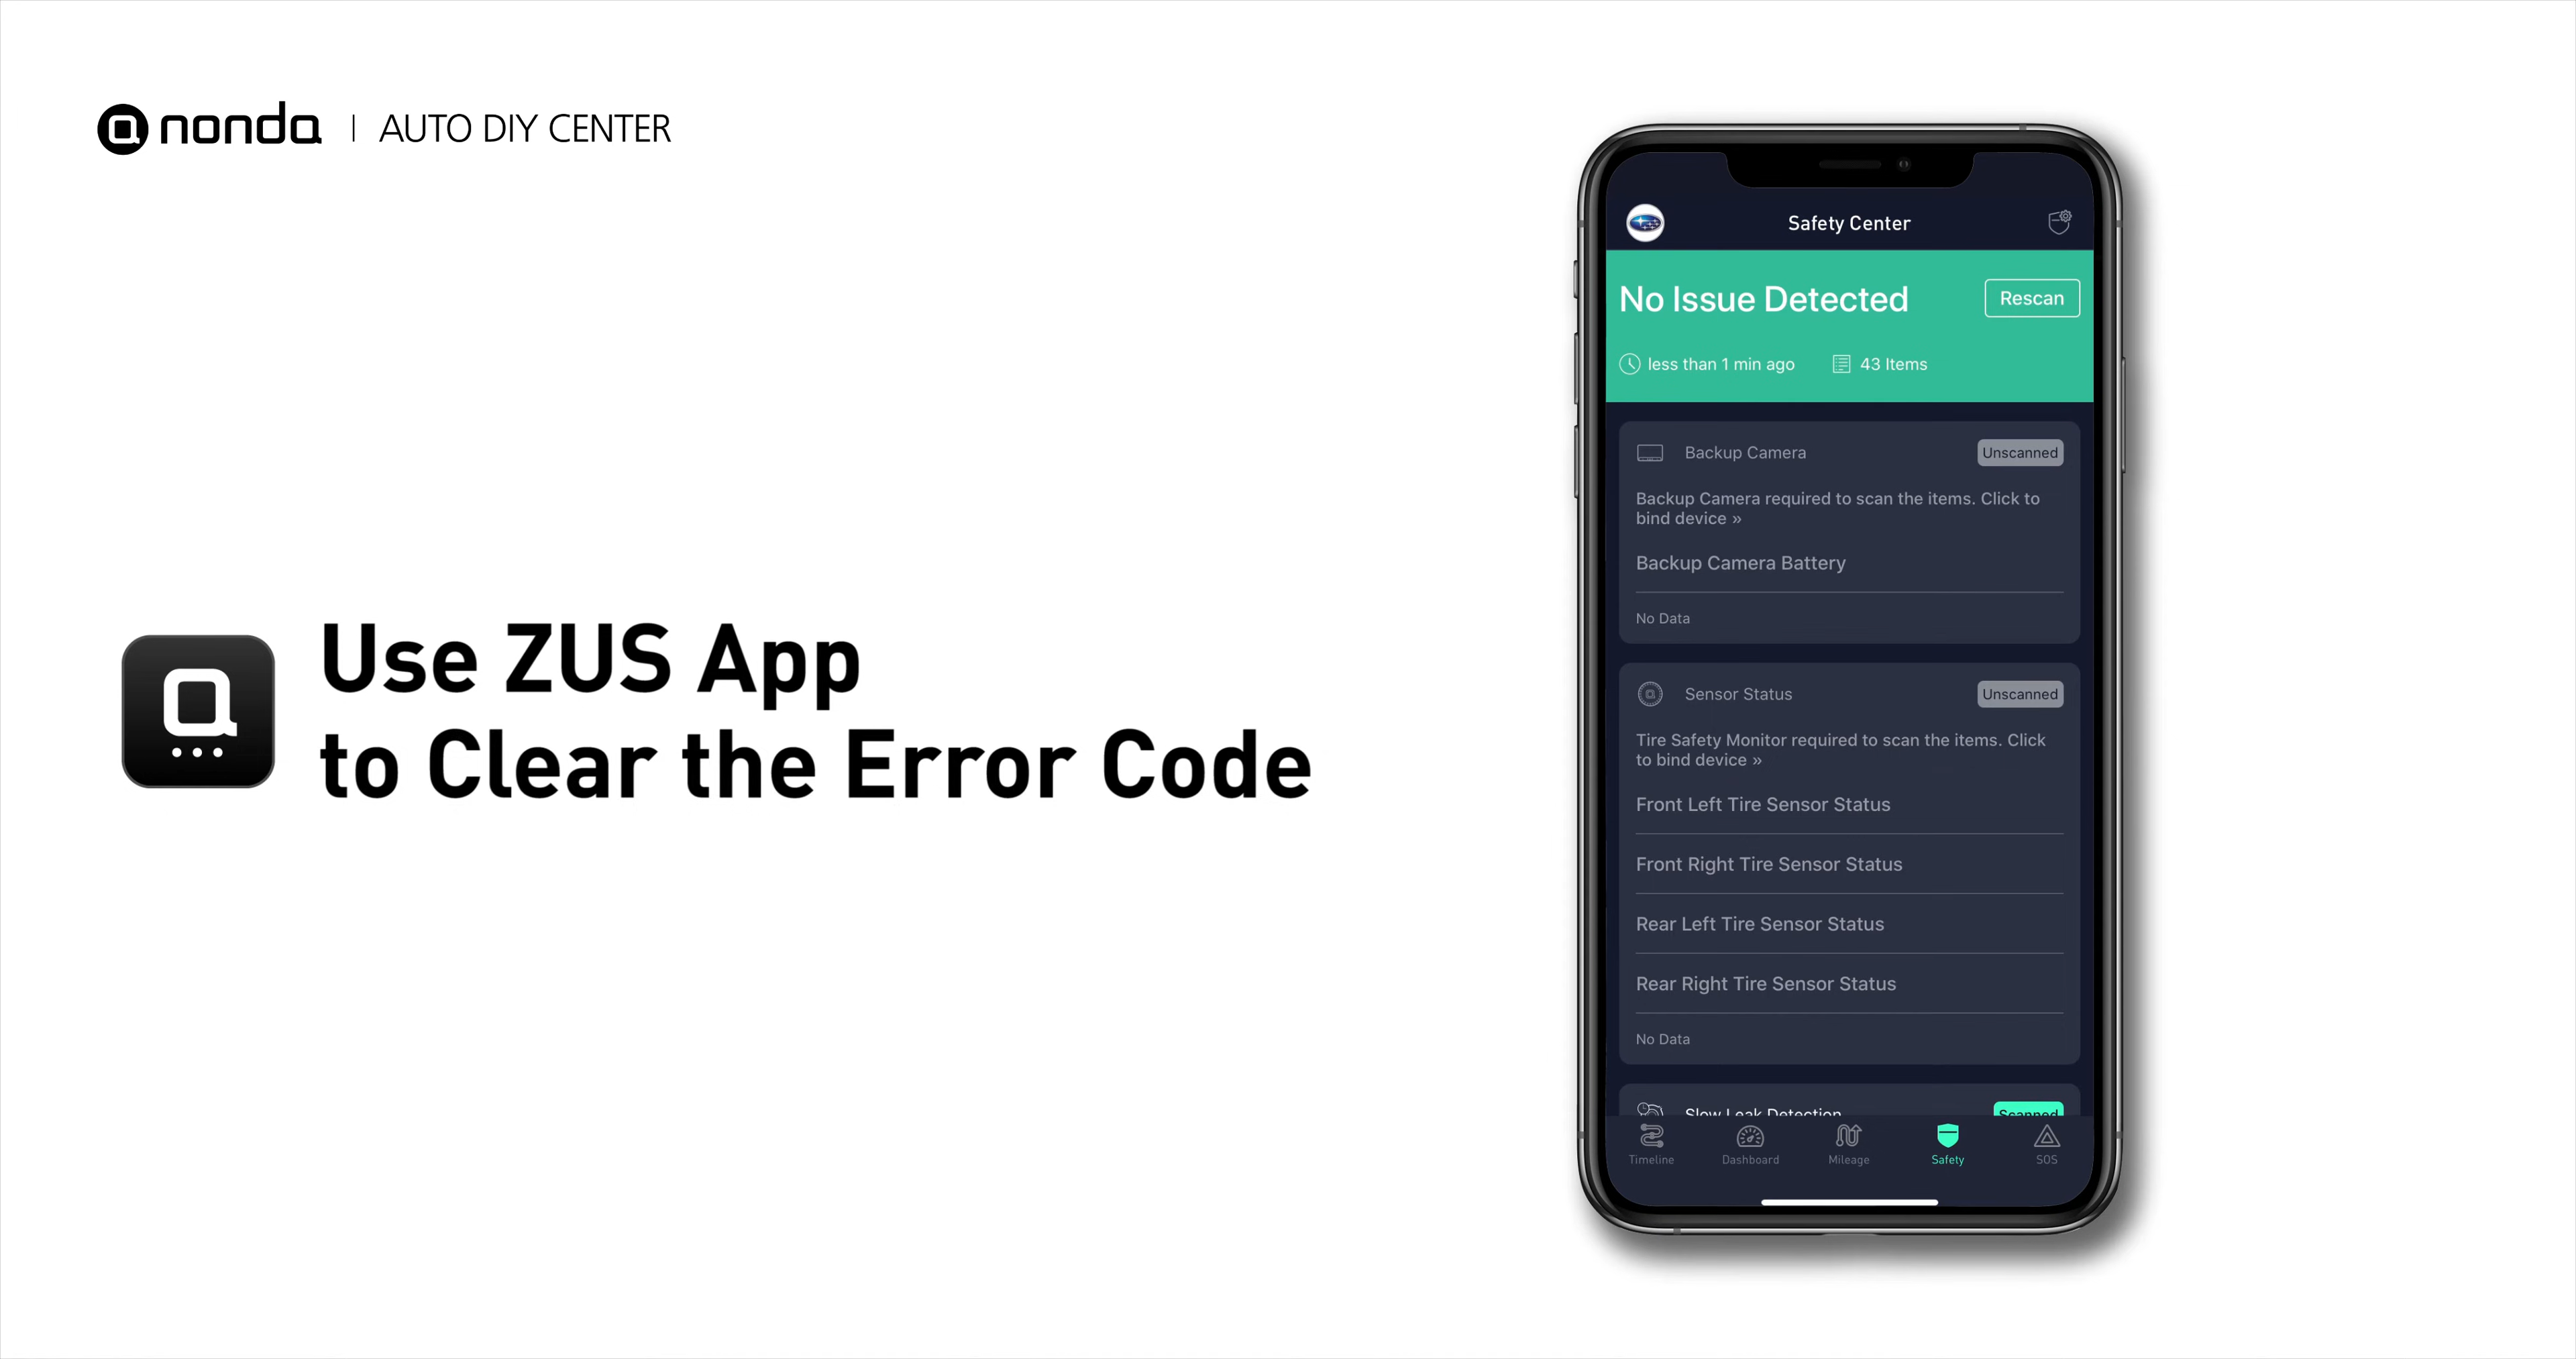 nonda | AUTO DIY CENTER
Use ZUS App
to Clear the Error Code
Safety Center
No Issue Detected
Rescan
less than 1 min ago
43 Items
Backup Camera
Unscanned
Backup Camera required to scan the items. Click to
bind device »
Backup Camera Battery
No Data
Sensor Status
Unscanned
Tire Safety Monitor required to scan the items. Click
to bind device »
Front Left Tire Sensor Status
Front Right Tire Sensor Status
Rear Left Tire Sensor Status
Rear Right Tire Sensor Status
No Data
Slow Leak Detection
Scanned
Timeline
Dashboard
Mileage
Safety
SOS